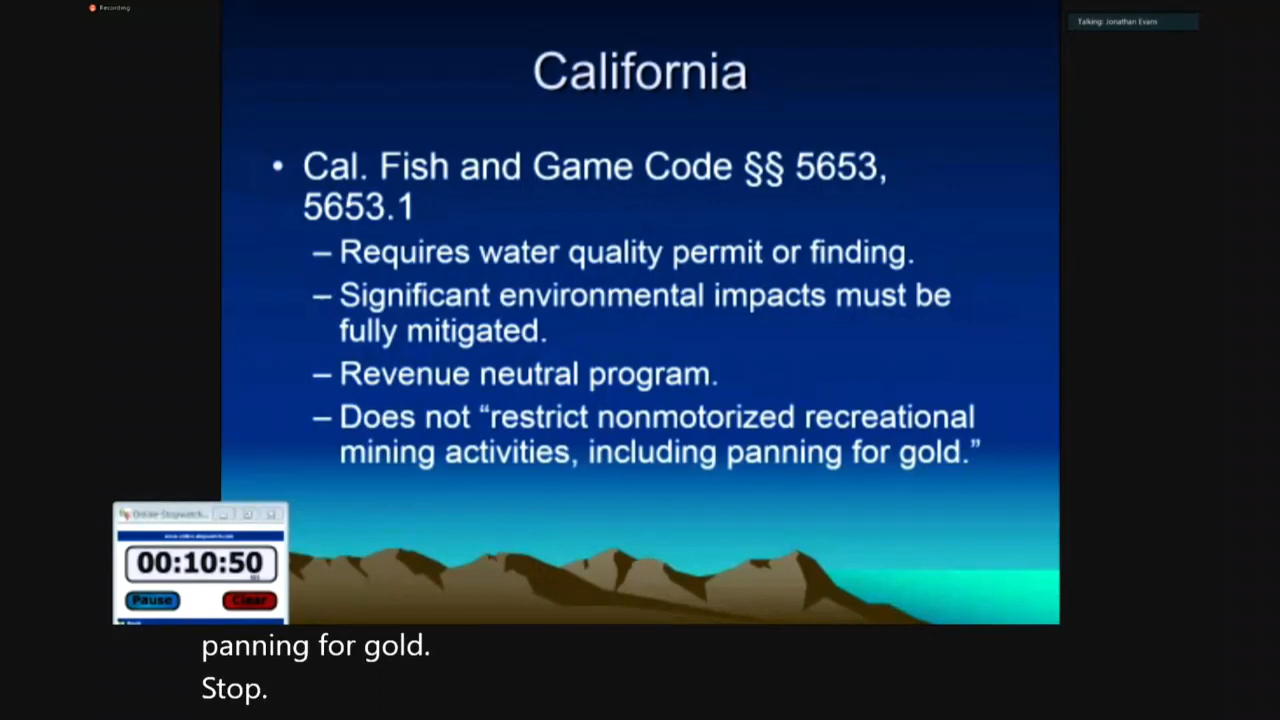 Recording
Talking: Jonathan Evans
California
• Cal. Fish and Game Code §§ 5653,
5653.1
– Requires water quality permit or finding.
– Significant environmental impacts must be
fully mitigated.
– Revenue neutral program.
– Does not “restrict nonmotorized recreational
mining activities, including panning for gold.”
Online Stopwatch...
00:10:50
Pause
Clear
panning for gold.
Stop.